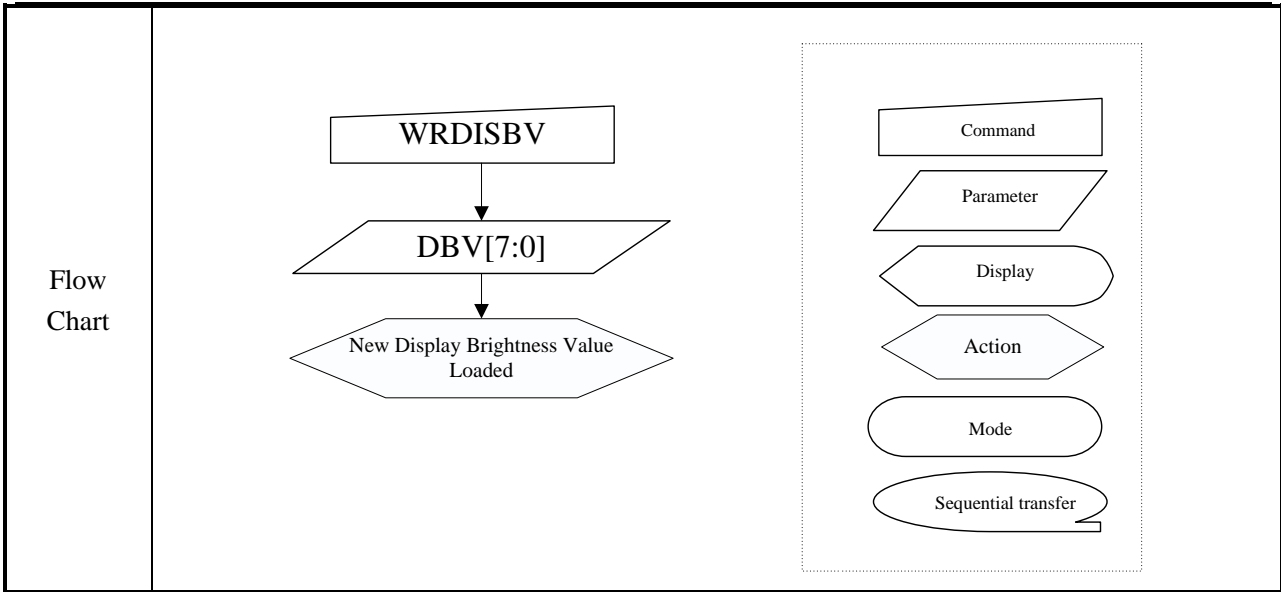 Flow
Chart
WRDISBV
DBV[7:0]
New Display Brightness Value
Loaded
Command
Parameter
Display
Action
Mode
Sequential transfer